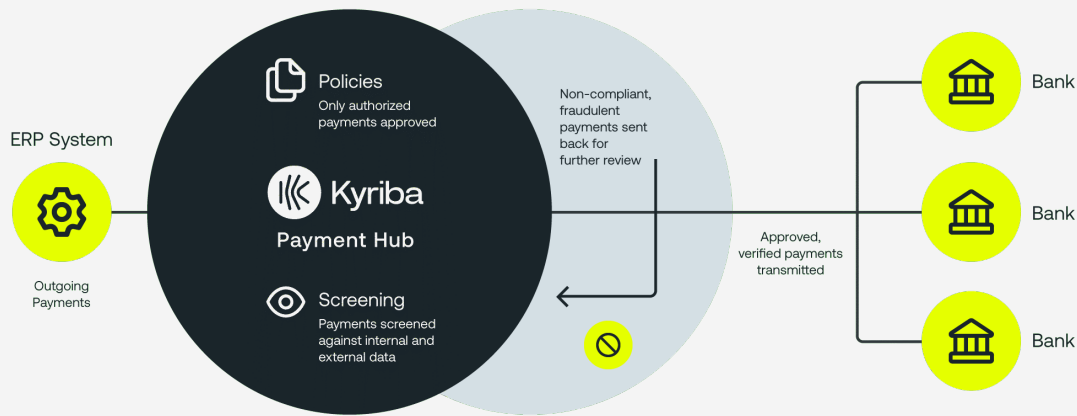 ERP System
Outgoing
Payments
Policies
Only authorized
payments approved
Kyriba
Payment Hub
Screening
Payments screened
against internal and
external data
Non-compliant,
fraudulent
payments sent
back for
further review
Approved,
verified payments
transmitted
Bank
Bank
Bank